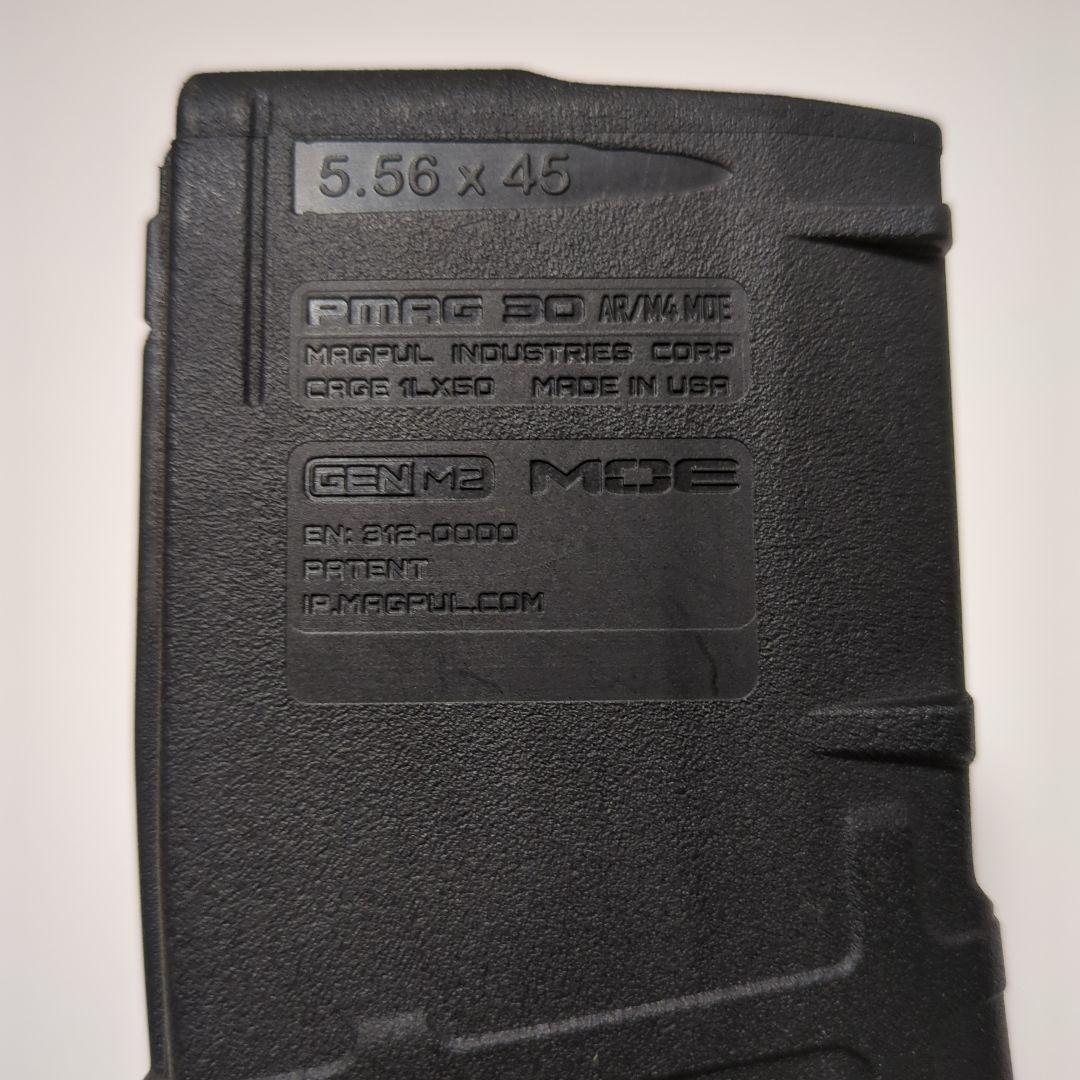 5.56 x 45
PMAG 30 AR/M4 MOE
MAGPUL INDUSTRIES CORP
CAGE 1LX50 MADE IN USA
GEN M2 MOE
EN: 312-0000
PATENT
IP.MAGPUL.COM